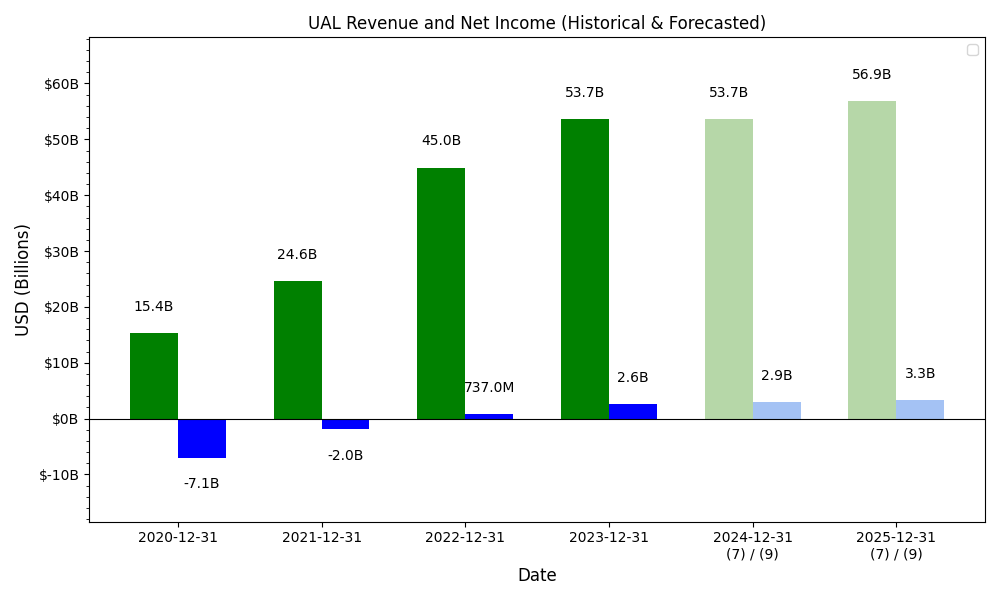 UAL Revenue and Net Income (Historical & Forecasted)
USD (Billions)
$60B
$50B
$40B
$30B
$20B
$10B
$0B
$-10B
15.4B
-7.1B
24.6B
-2.0B
45.0B
737.0M
53.7B
2.6B
53.7B
2.9B
56.9B
3.3B
2020-12-31
2021-12-31
2022-12-31
2023-12-31
2024-12-31
(7) / (9)
2025-12-31
(7) / (9)
Date